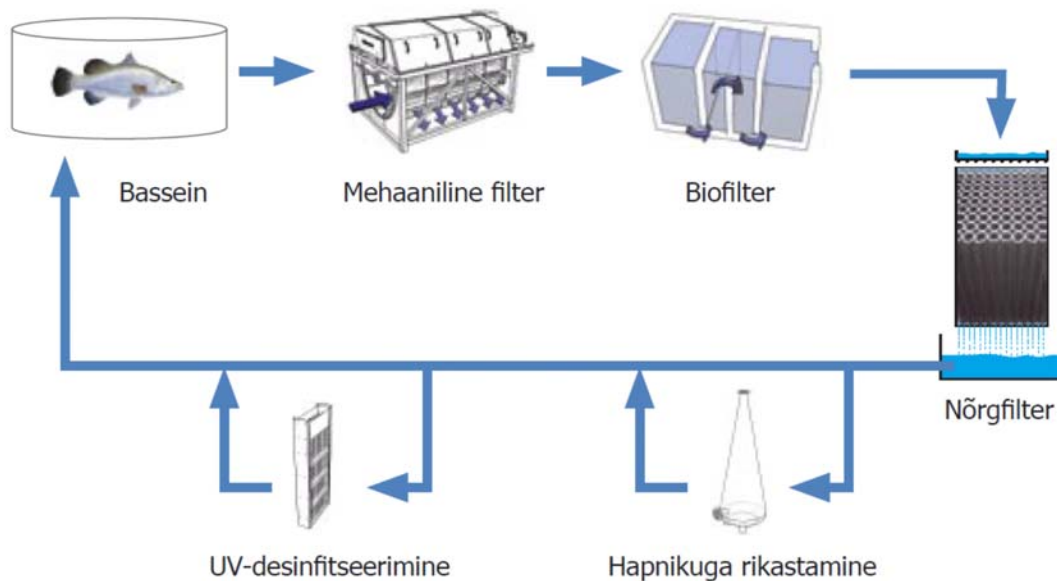 Bassein
Mehaaniline filter
Biofilter
Nõrgfilter
UV-desinfitseerimine
Hapnikuga rikastamine